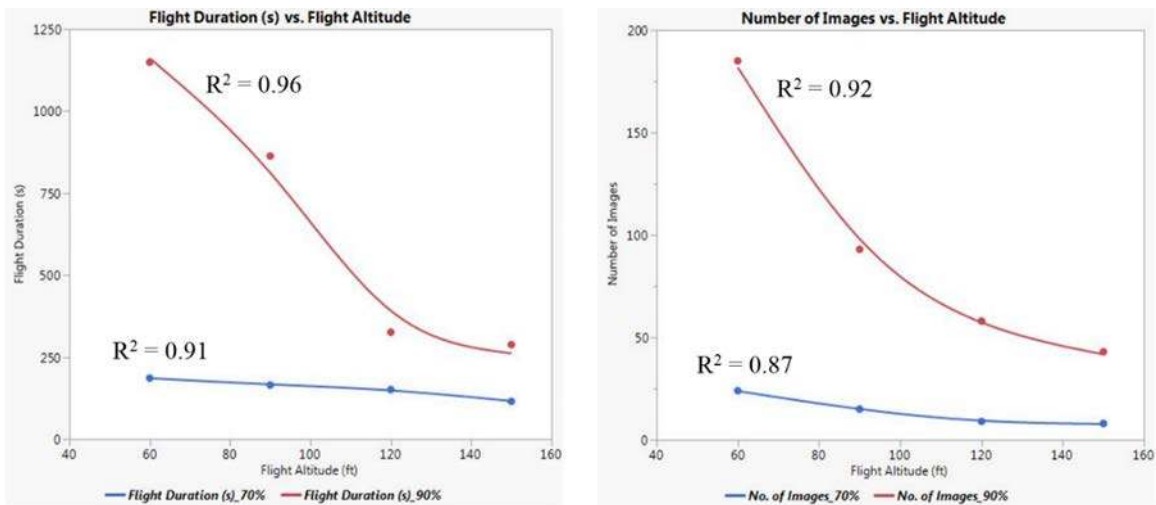 Flight Duration (s) vs. Flight Altitude
1250
1000
750
500
250
0
40
60
80
100
120
140
160
Flight Duration (s)
Flight Altitude (ft)
R² = 0.96
R² = 0.91
Flight Duration (s)_70%
Flight Duration (s)_90%
Number of Images vs. Flight Altitude
200
150
100
50
0
40
60
80
100
120
140
160
Number of Images
Flight Altitude (ft)
R² = 0.92
R² = 0.87
No. of Images_70%
No. of Images_90%